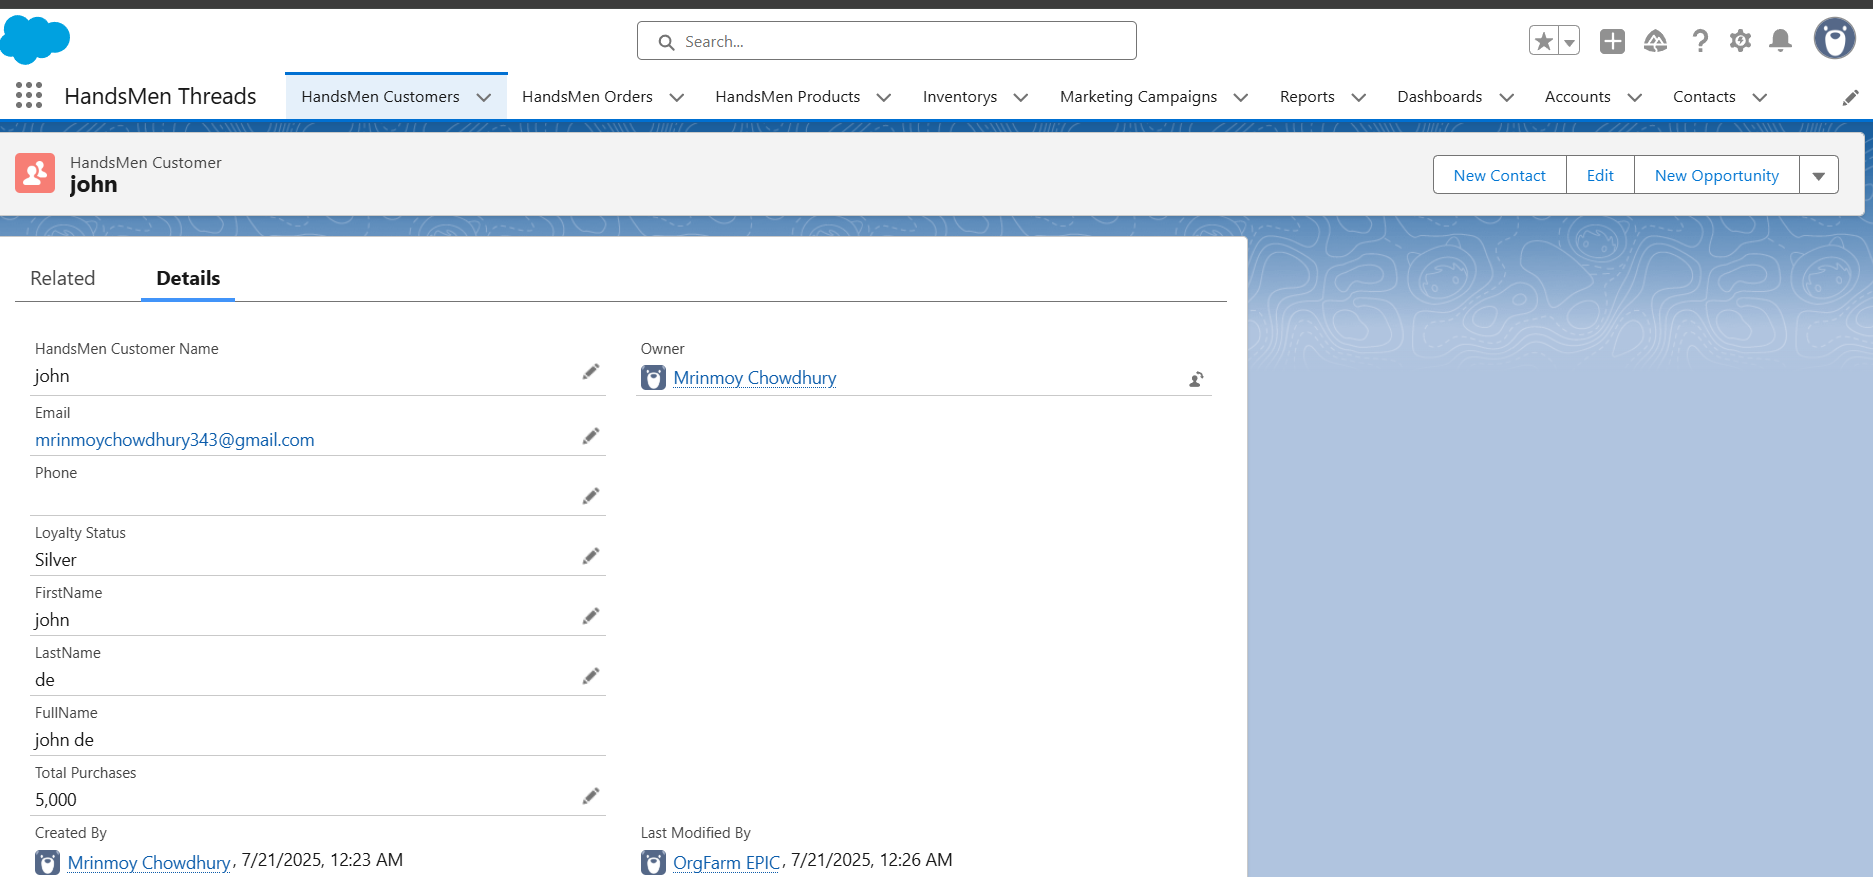 Search...
HandsMen Threads
HandsMen Customers
HandsMen Orders
HandsMen Products
Inventorys
Marketing Campaigns
Reports
Dashboards
Accounts
Contacts
HandsMen Customer
john
New Contact
Edit
New Opportunity
Related
Details
HandsMen Customer Name
john
Owner
Mrinmoy Chowdhury
Email
mrinmoychowdhury343@gmail.com
Phone
Loyalty Status
Silver
FirstName
john
LastName
de
FullName
john de
Total Purchases
5,000
Created By
Mrinmoy Chowdhury, 7/21/2025, 12:23 AM
Last Modified By
OrgFarm EPIC, 7/21/2025, 12:26 AM